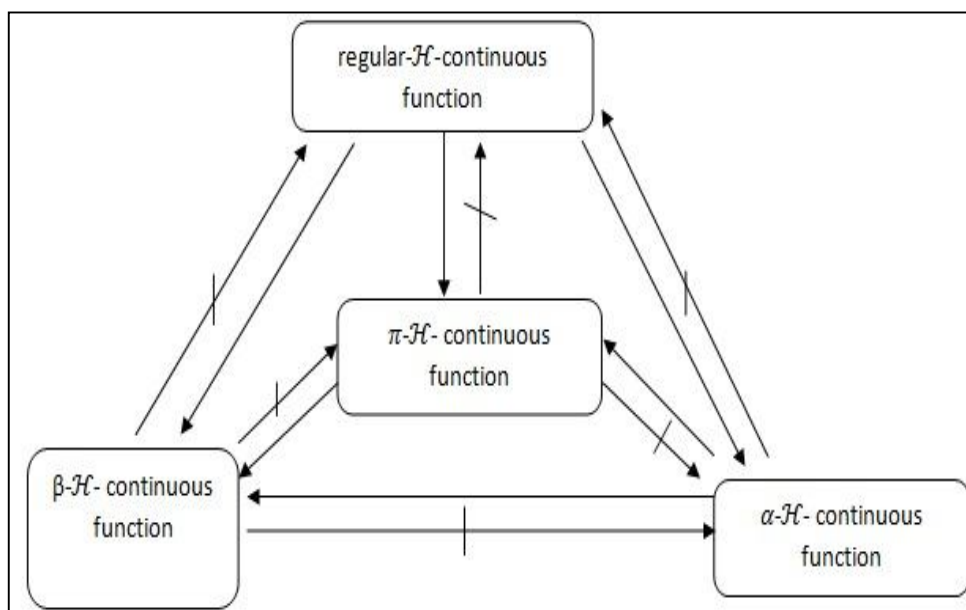 regular-ℋ-continuous
function
π-ℋ- continuous
function
β-ℋ- continuous
function
α-ℋ- continuous
function